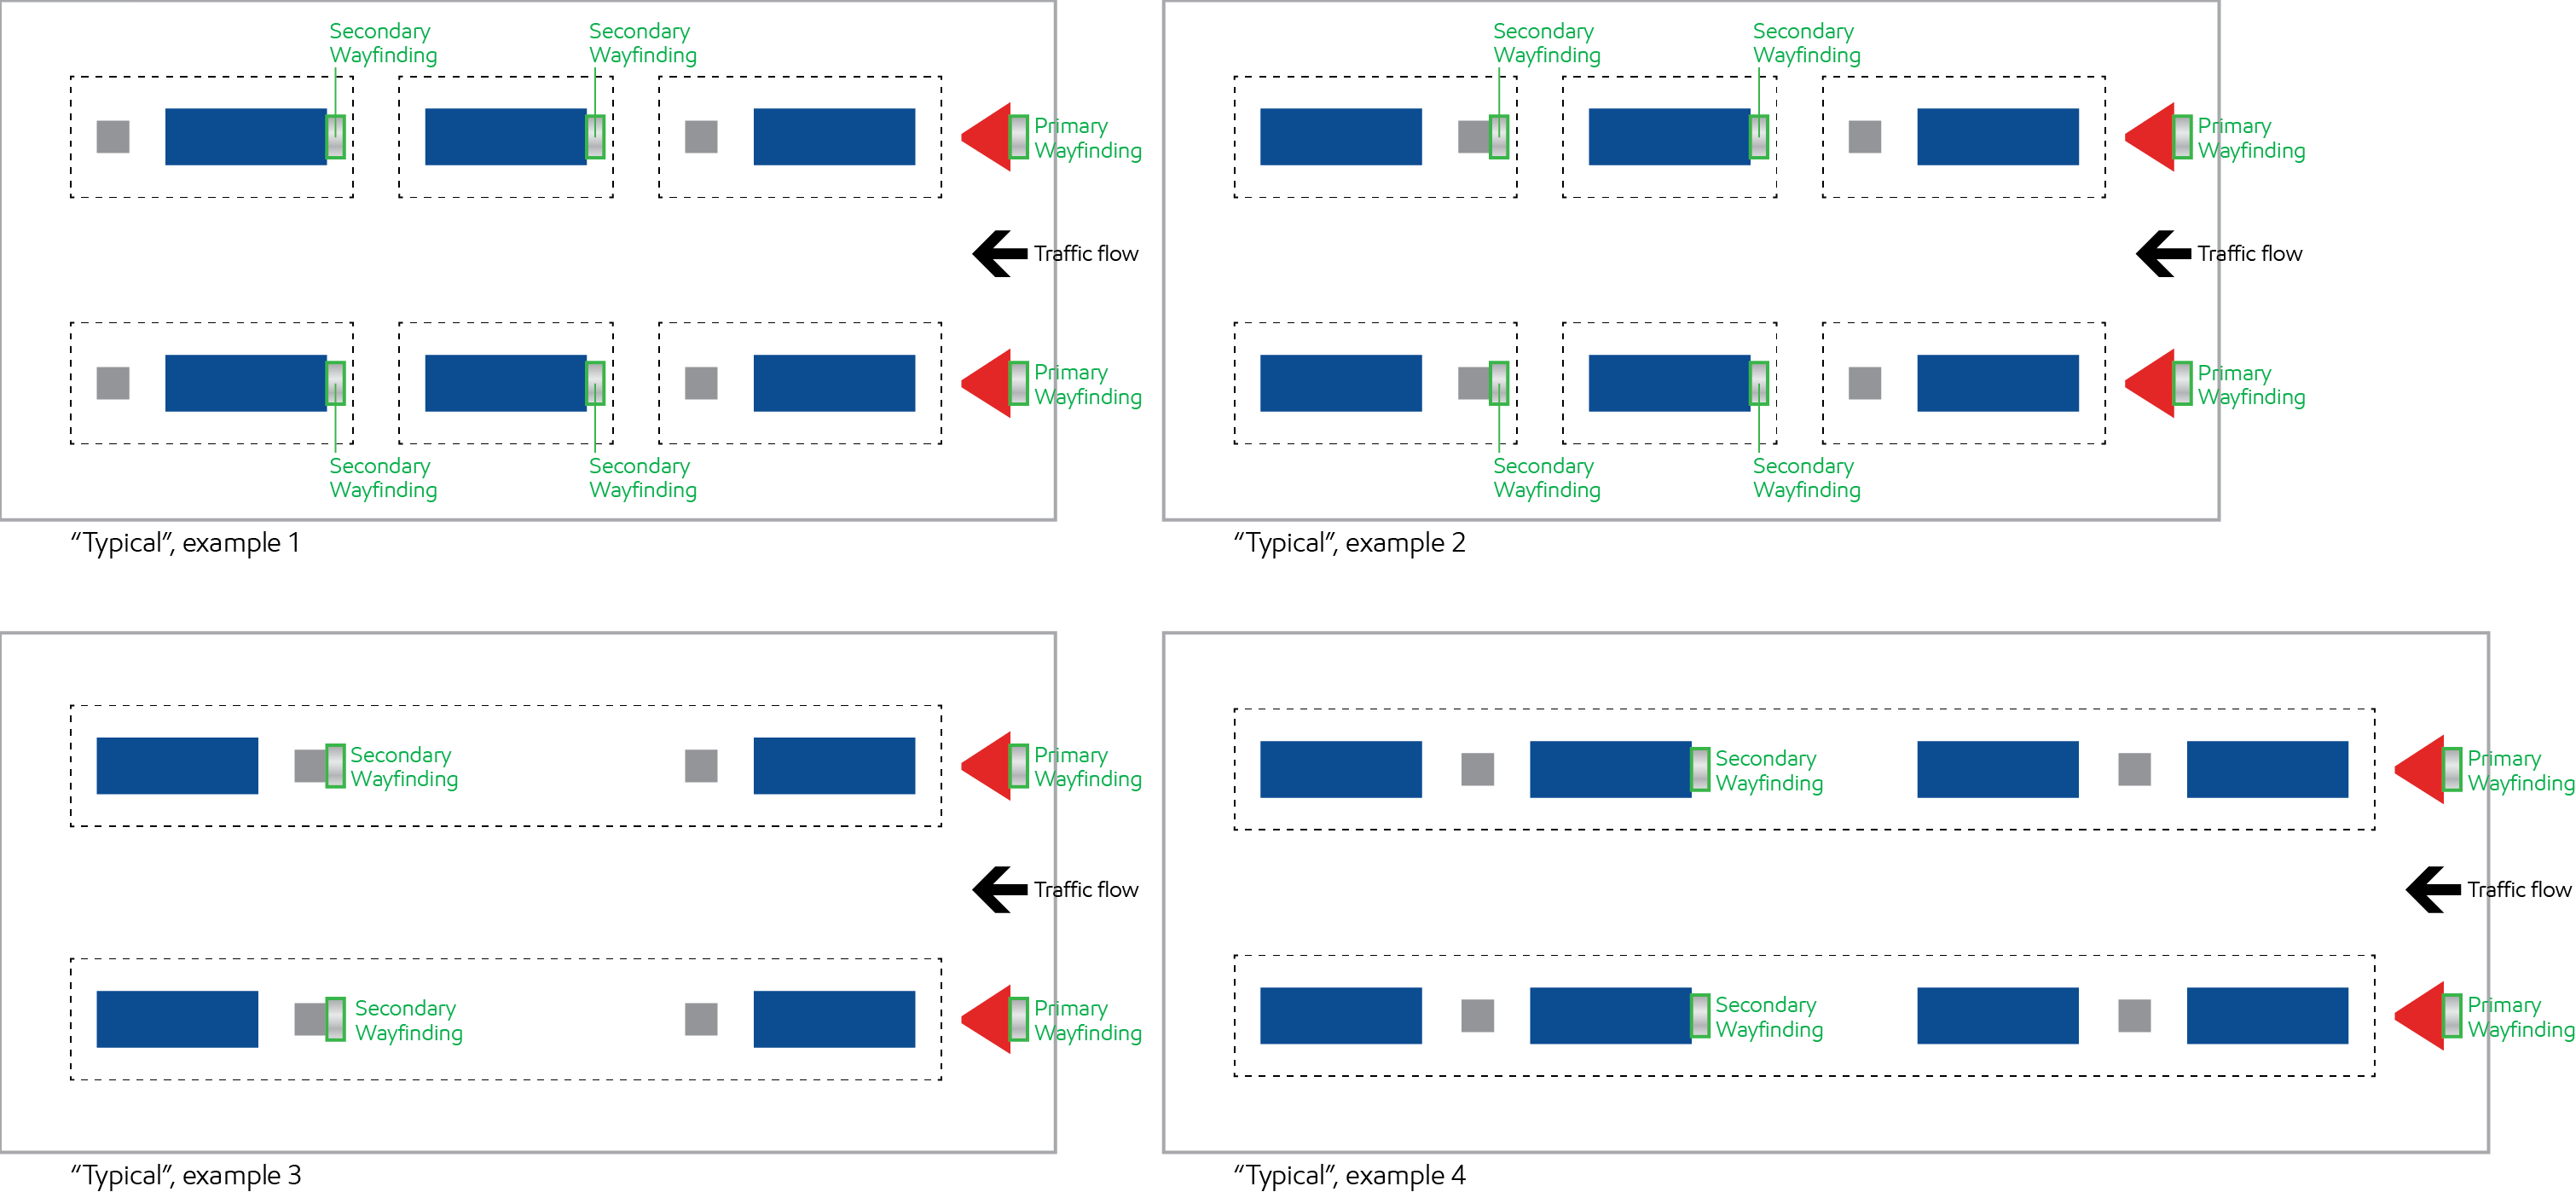 Secondary
Wayfinding
Secondary
Wayfinding
Primary
Wayfinding
Traffic flow
Primary
Wayfinding
Secondary
Wayfinding
Secondary
Wayfinding
“Typical”, example 1
Secondary
Wayfinding
Secondary
Wayfinding
Primary
Wayfinding
Traffic flow
Primary
Wayfinding
Secondary
Wayfinding
Secondary
Wayfinding
“Typical”, example 2
Secondary
Wayfinding
Primary
Wayfinding
Traffic flow
Secondary
Wayfinding
Primary
Wayfinding
“Typical”, example 3
Secondary
Wayfinding
Primary
Wayfinding
Traffic flow
Secondary
Wayfinding
Primary
Wayfinding
“Typical”, example 4